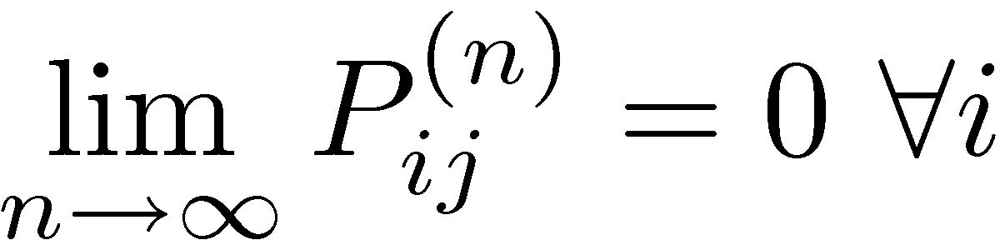 lim_{n→∞} P_{ij}^{(n)} = 0 ∀i